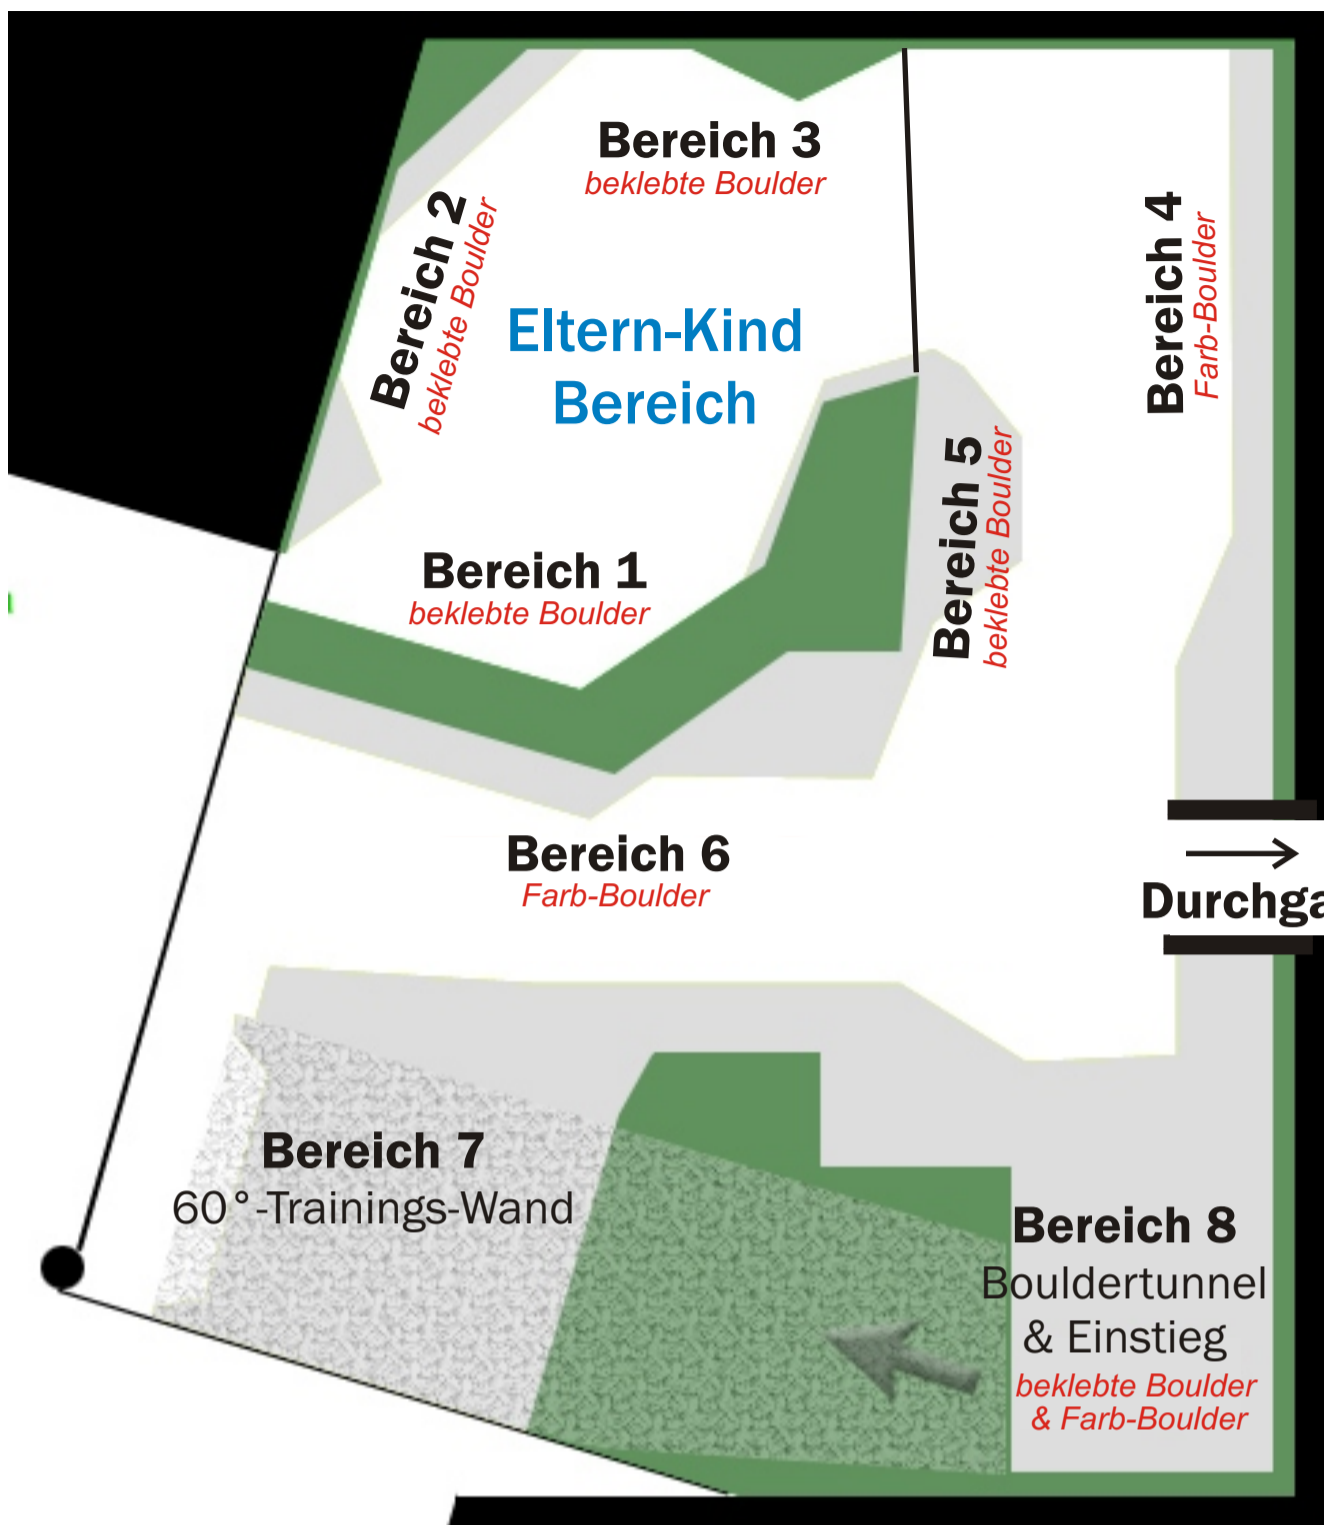 Bereich 3
beklebte Boulder
Bereich 2
beklebte Boulder
Bereich 4
Farb-Boulder
Eltern-Kind
Bereich
Bereich 5
beklebte Boulder
Bereich 1
beklebte Boulder
Bereich 6
Farb-Boulder
Durchga
Bereich 7
60°-Trainings-Wand
Bereich 8
Bouldertunnel
& Einstieg
beklebte Boulder
& Farb-Boulder